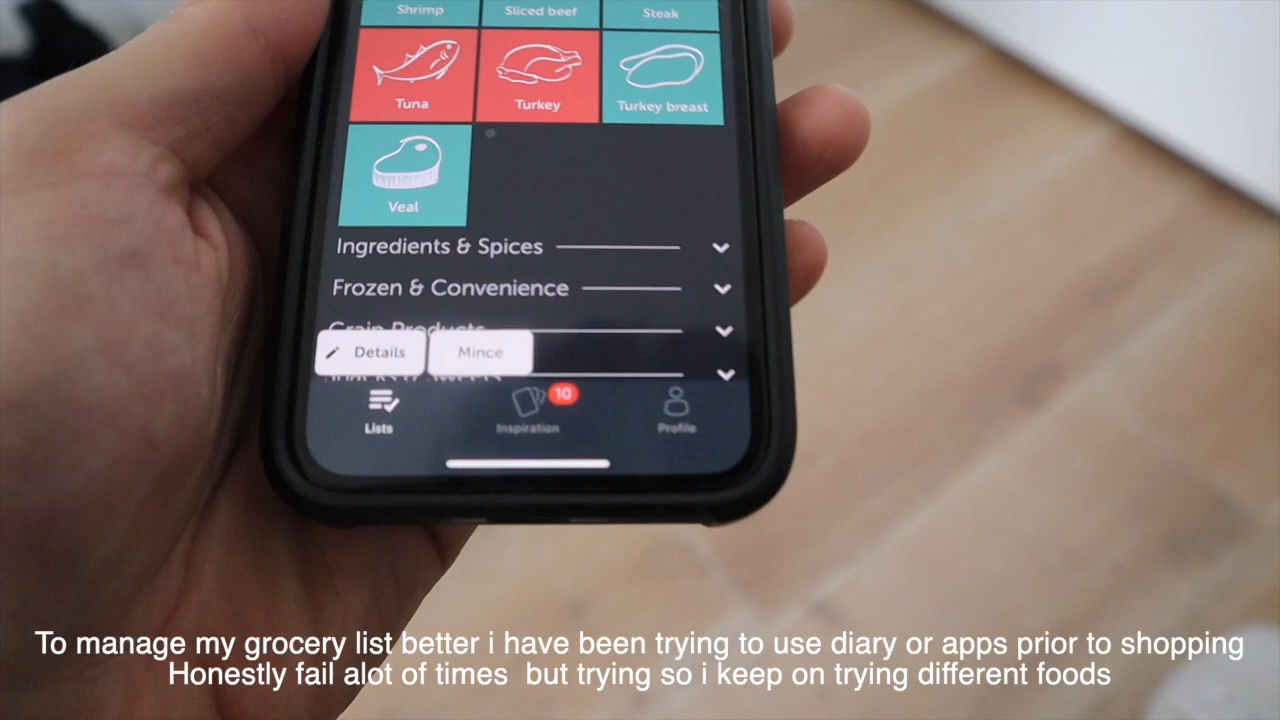 Shrimp
Sliced beef
Steak
Tuna
Turkey
Turkey breast
Veal
Ingredients & Spices
Frozen & Convenience
Grain Products
Details
Mince
10
Lists
Inspiration
Profile
To manage my grocery list better i have been trying to use diary or apps prior to shopping
Honestly fail alot of times but trying so i keep on trying different foods